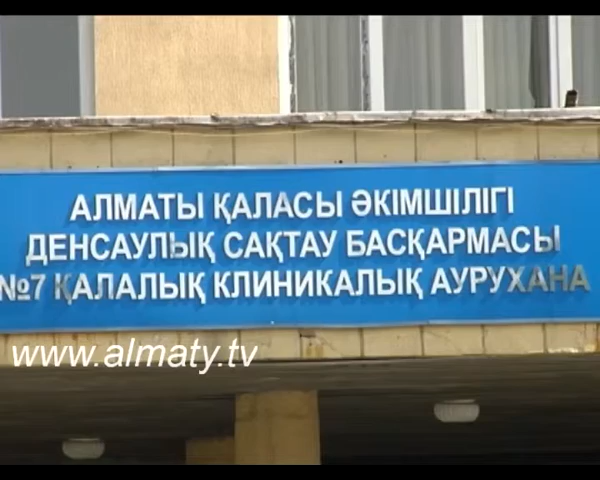 АЛМАТЫ ҚАЛАСЫ ӘКІМШІЛІГІ
ДЕНСАУЛЫҚ САҚТАУ БАСҚАРМАСЫ
№7 ҚАЛАЛЫҚ КЛИНИКАЛЫҚ АУРУХАНА
www.almaty.tv